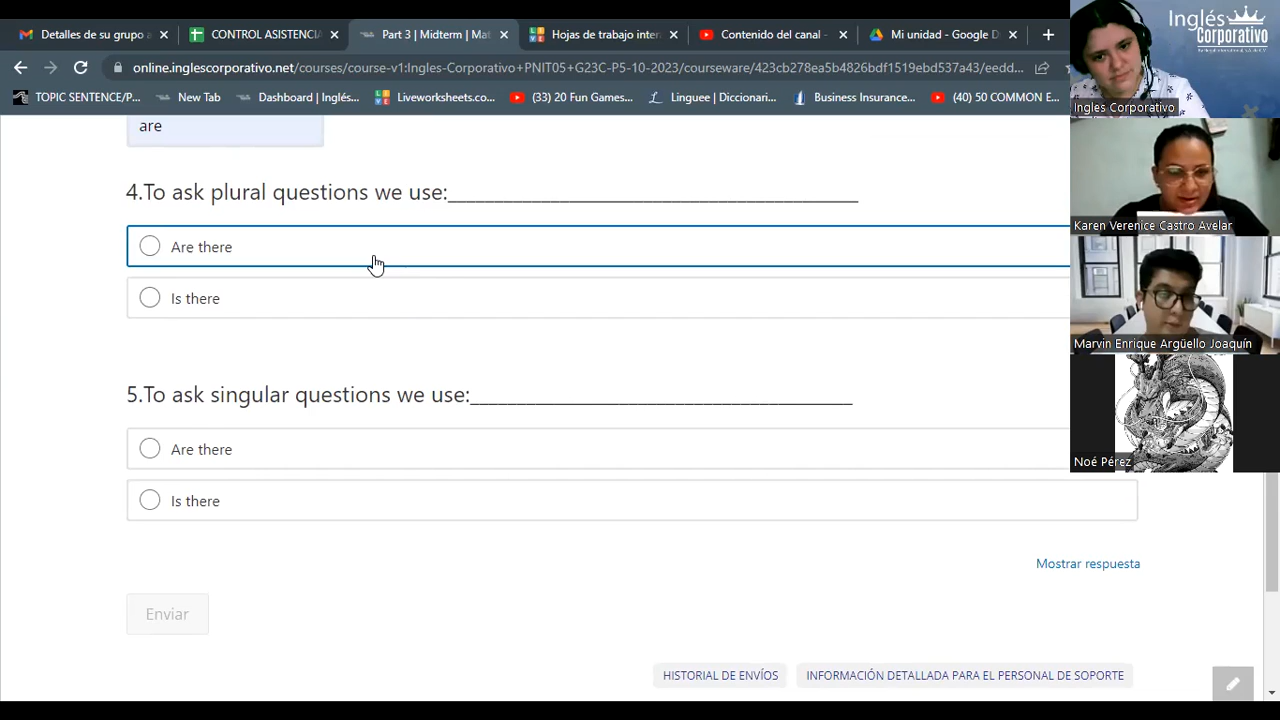 Detalles de su grupo a
CONTROL ASISTENCIA
Part 3 | Midterm | Mat
Hojas de trabajo inter
Contenido del canal -
Mi unidad - Google D
online.inglescorporativo.net/courses/course-v1:Ingles-Corporativo+PNIT05+G23C-P5-10-2023/courseware/423cb278ea5b4826bdf1519ebd537a43/eedd...
TOPIC SENTENCE/P...
New Tab
Dashboard | Inglés...
Liveworksheets.co...
(33) 20 Fun Games...
Linguee | Diccionari...
Business Insurance...
(40) 50 COMMON E...
are
4.To ask plural questions we use:_______________________________________
Are there
Is there
5.To ask singular questions we use:____________________________________
Are there
Is there
Mostrar respuesta
Enviar
HISTORIAL DE ENVÍOS
INFORMACIÓN DETALLADA PARA EL PERSONAL DE SOPORTE
Inglés
Corporativo
Ingles Corporativo
Karen Verenice Castro Avelar
Marvin Enrique Argüello Joaquín
Noé Pérez